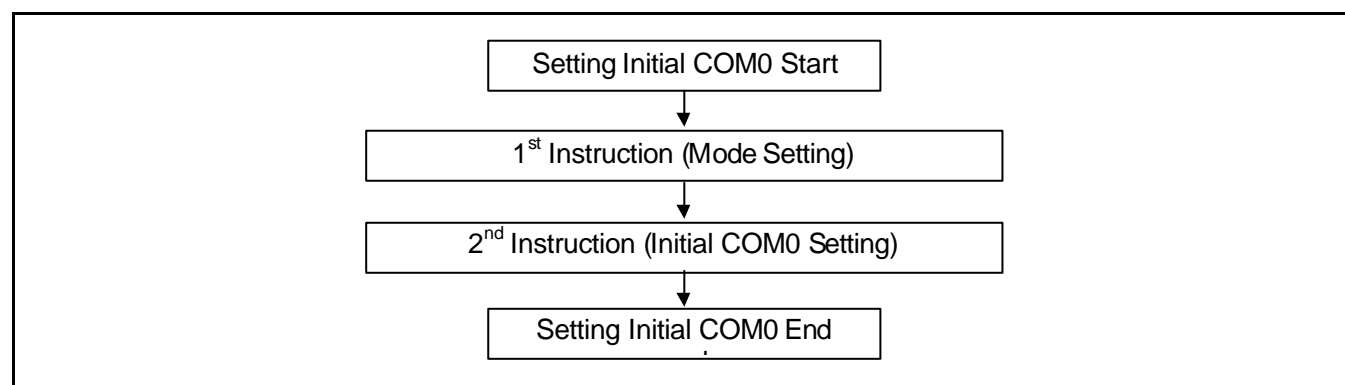 Setting Initial COM0 Start
1st Instruction (Mode Setting)
2nd Instruction (Initial COM0 Setting)
Setting Initial COM0 End